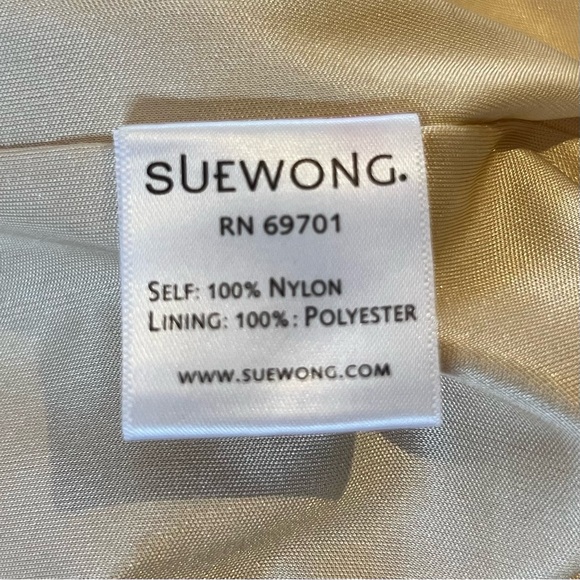 SUEWONG.
RN 69701
SELF: 100% NYLON
LINING: 100%: POLYESTER
WWW.SUEWONG.COM